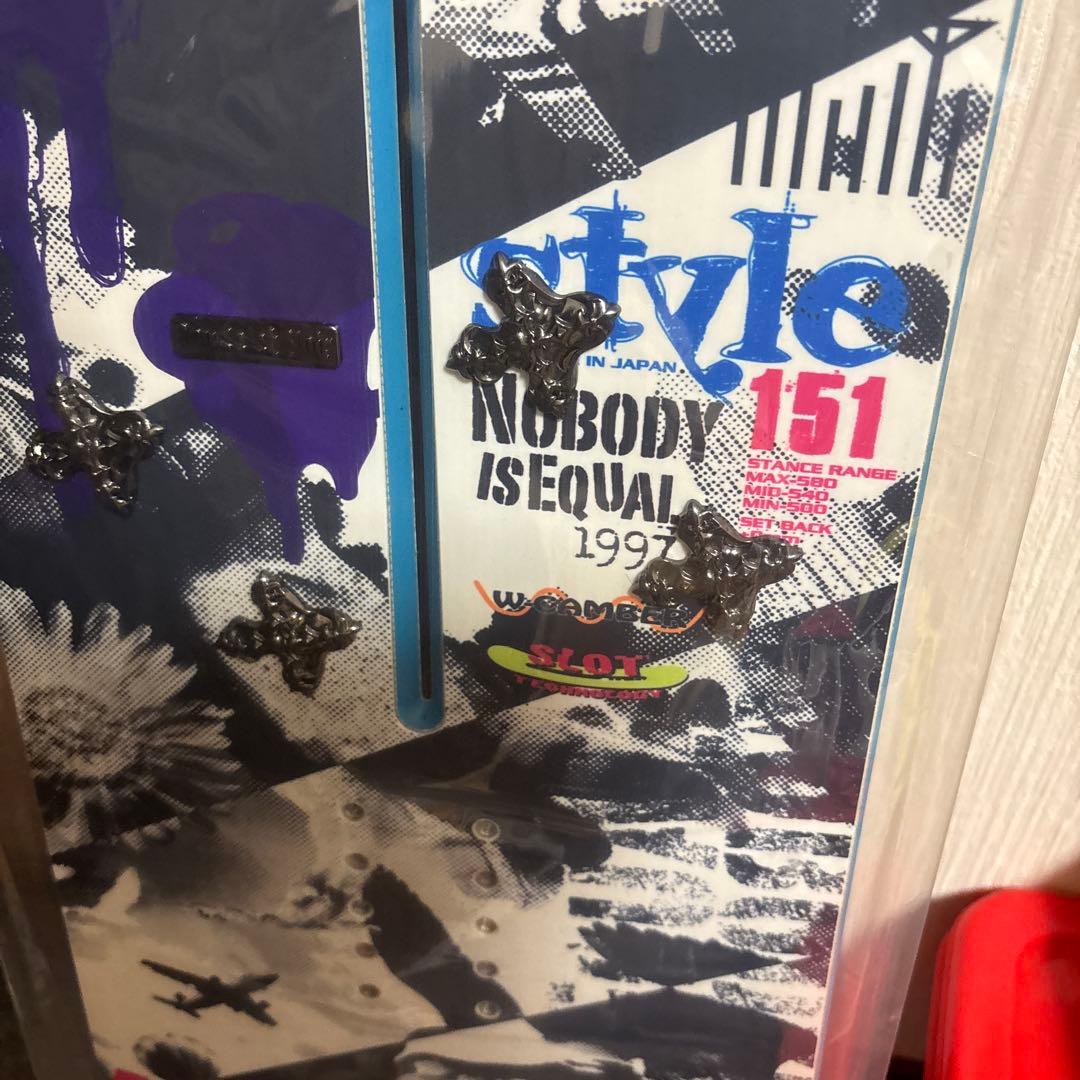 style
IN JAPAN
NOBODY
ISEQUAL
1997
151
STANCE RANGE
MAX-580
MID-540
MIN-500
SET BACK
W-CAMBER
SLOT
TECHNOLOGY